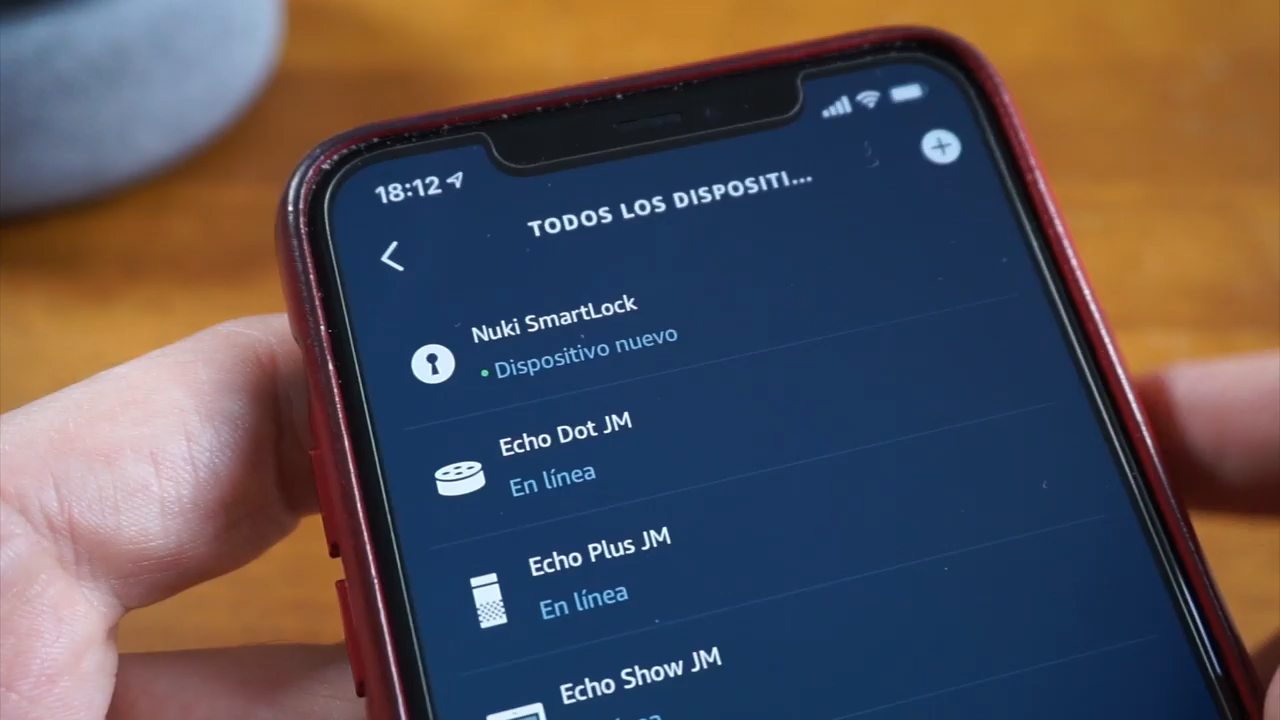 18:12
TODOS LOS DISPOSITI...
Nuki SmartLock
Dispositivo nuevo
Echo Dot JM
En línea
Echo Plus JM
En línea
Echo Show JM